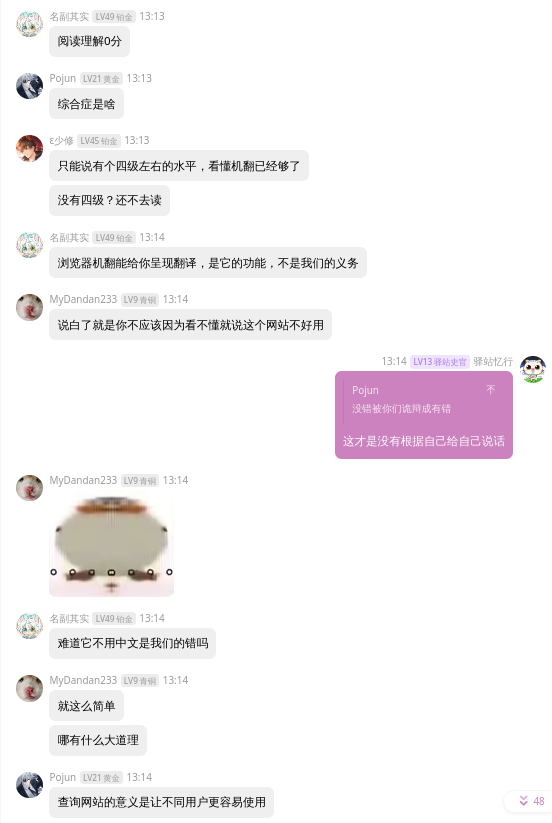 名副其实 LV49 铂金 13:13
阅读理解0分
Pojun LV21 黄金 13:13
综合症是啥
ε少修 LV45 铂金 13:13
只能说有个四级左右的水平，看懂机翻已经够了
没有四级？还不去读
名副其实 LV49 铂金 13:14
浏览器机翻能给你呈现翻译，是它的功能，不是我们的义务
MyDandan233 LV9 青铜 13:14
说白了就是你不应该因为看不懂就说这个网站不好用
13:14 LV13 驿站史官 驿站忆行
Pojun
没错被你们诡辩成有错
这才是没有根据自己给自己说话
MyDandan233 LV9 青铜 13:14
名副其实 LV49 铂金 13:14
难道它不用中文是我们的错吗
MyDandan233 LV9 青铜 13:14
就这么简单
哪有什么大道理
Pojun LV21 黄金 13:14
查询网站的意义是让不同用户更容易使用
48